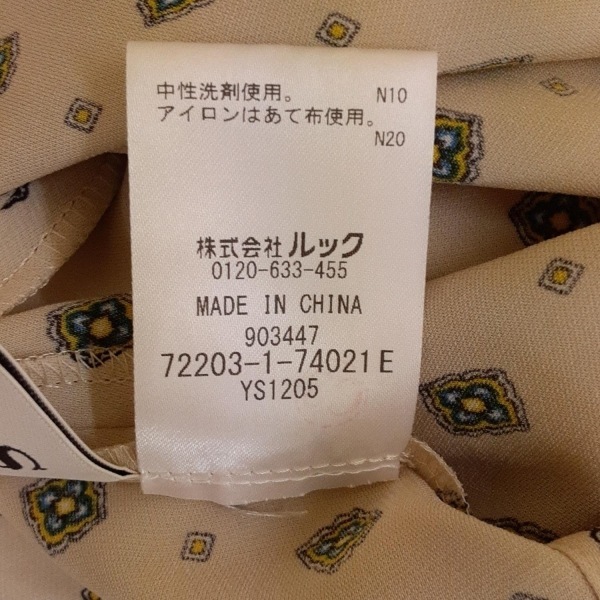 中性洗剤使用。 N10
アイロンはあて布使用。
N20
株式会社 ルック
0120-633-455
MADE IN CHINA
903447
72203-1-74021 E
YS1205